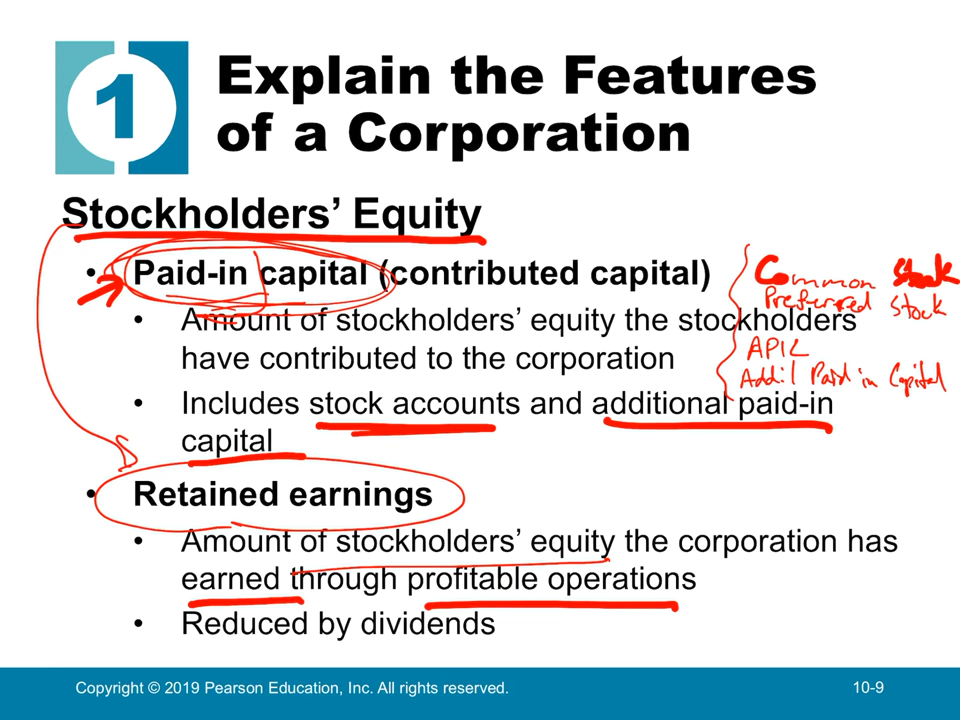 1
Explain the Features
of a Corporation
Stockholders’ Equity
• Paid-in capital (contributed capital)
• Amount of stockholders’ equity the stockholders
have contributed to the corporation
• Includes stock accounts and additional paid-in
capital
Common Stock
Preferred Stock
APIC
Add'l Paid in Capital
• Retained earnings
• Amount of stockholders’ equity the corporation has
earned through profitable operations
• Reduced by dividends
Copyright © 2019 Pearson Education, Inc. All rights reserved.
10-9